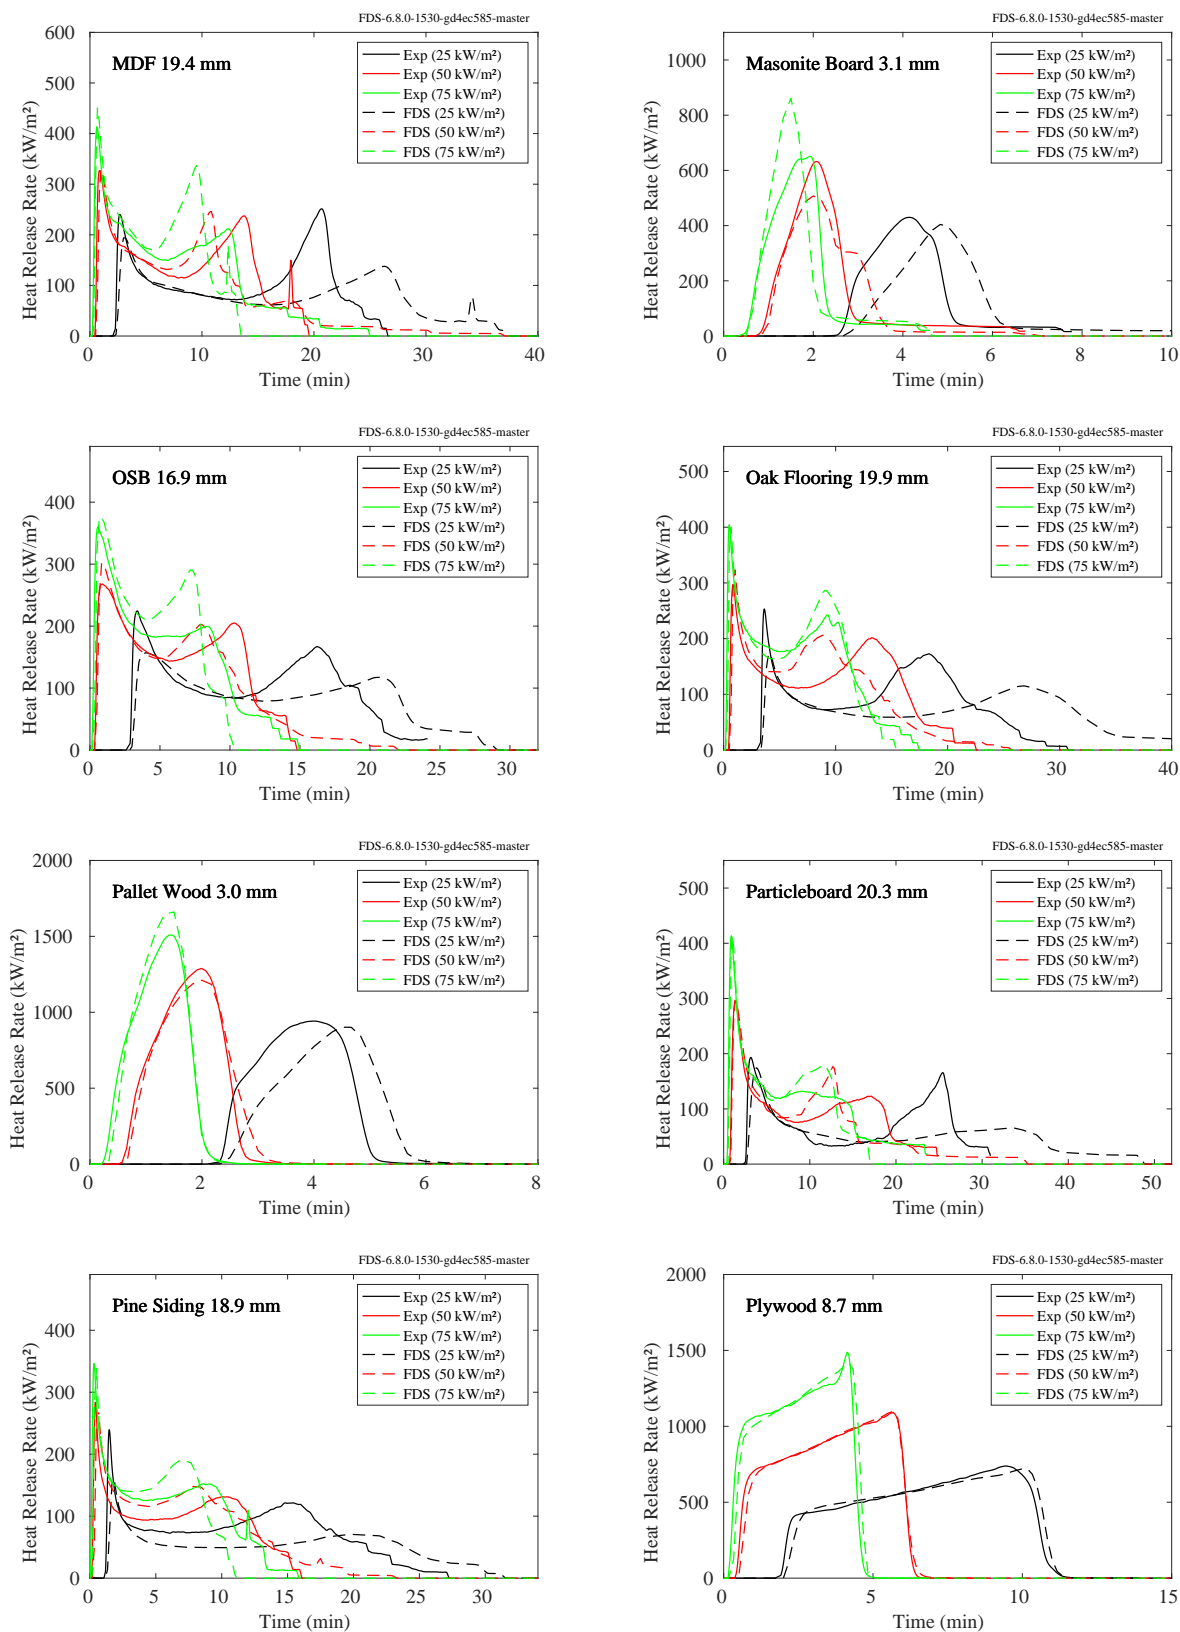 FDS-6.8.0-1530-gd4ec585-master
MDF 19.4 mm
Exp (25 kW/m²)
Exp (50 kW/m²)
Exp (75 kW/m²)
FDS (25 kW/m²)
FDS (50 kW/m²)
FDS (75 kW/m²)
Heat Release Rate (kW/m²)
600
500
400
300
200
100
0
0 10 20 30 40
Time (min)
FDS-6.8.0-1530-gd4ec585-master
Masonite Board 3.1 mm
Exp (25 kW/m²)
Exp (50 kW/m²)
Exp (75 kW/m²)
FDS (25 kW/m²)
FDS (50 kW/m²)
FDS (75 kW/m²)
Heat Release Rate (kW/m²)
1000
800
600
400
200
0
0 2 4 6 8 10
Time (min)
FDS-6.8.0-1530-gd4ec585-master
OSB 16.9 mm
Exp (25 kW/m²)
Exp (50 kW/m²)
Exp (75 kW/m²)
FDS (25 kW/m²)
FDS (50 kW/m²)
FDS (75 kW/m²)
Heat Release Rate (kW/m²)
400
300
200
100
0
0 5 10 15 20 25 30
Time (min)
FDS-6.8.0-1530-gd4ec585-master
Oak Flooring 19.9 mm
Exp (25 kW/m²)
Exp (50 kW/m²)
Exp (75 kW/m²)
FDS (25 kW/m²)
FDS (50 kW/m²)
FDS (75 kW/m²)
Heat Release Rate (kW/m²)
500
400
300
200
100
0
0 10 20 30 40
Time (min)
FDS-6.8.0-1530-gd4ec585-master
Pallet Wood 3.0 mm
Exp (25 kW/m²)
Exp (50 kW/m²)
Exp (75 kW/m²)
FDS (25 kW/m²)
FDS (50 kW/m²)
FDS (75 kW/m²)
Heat Release Rate (kW/m²)
2000
1500
1000
500
0
0 2 4 6 8
Time (min)
FDS-6.8.0-1530-gd4ec585-master
Particleboard 20.3 mm
Exp (25 kW/m²)
Exp (50 kW/m²)
Exp (75 kW/m²)
FDS (25 kW/m²)
FDS (50 kW/m²)
FDS (75 kW/m²)
Heat Release Rate (kW/m²)
500
400
300
200
100
0
0 10 20 30 40 50
Time (min)
FDS-6.8.0-1530-gd4ec585-master
Pine Siding 18.9 mm
Exp (25 kW/m²)
Exp (50 kW/m²)
Exp (75 kW/m²)
FDS (25 kW/m²)
FDS (50 kW/m²)
FDS (75 kW/m²)
Heat Release Rate (kW/m²)
400
300
200
100
0
0 5 10 15 20 25 30
Time (min)
FDS-6.8.0-1530-gd4ec585-master
Plywood 8.7 mm
Exp (25 kW/m²)
Exp (50 kW/m²)
Exp (75 kW/m²)
FDS (25 kW/m²)
FDS (50 kW/m²)
FDS (75 kW/m²)
Heat Release Rate (kW/m²)
2000
1500
1000
500
0
0 5 10 15
Time (min)